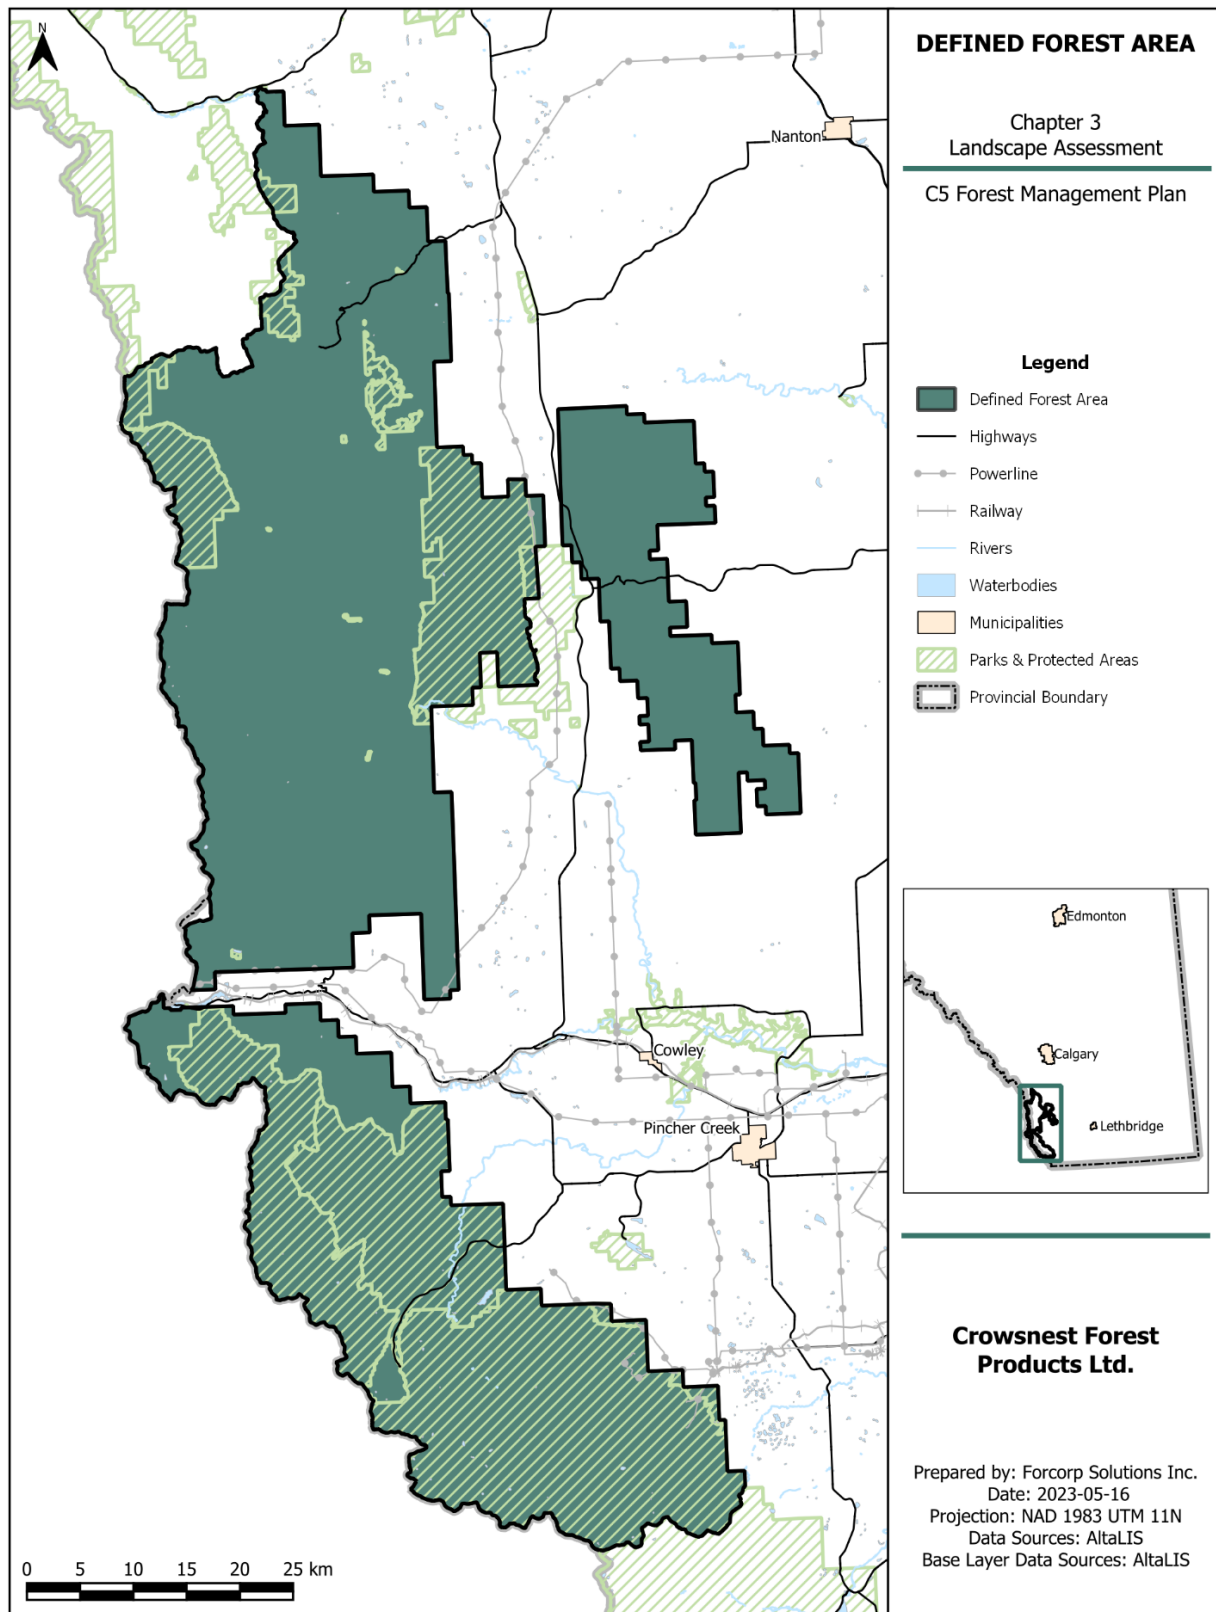 N
Nanton
Cowley
Pincher Creek
0 5 10 15 20 25 km
DEFINED FOREST AREA
Chapter 3
Landscape Assessment
C5 Forest Management Plan
Legend
Defined Forest Area
Highways
Powerline
Railway
Rivers
Waterbodies
Municipalities
Parks & Protected Areas
Provincial Boundary
Edmonton
Calgary
Lethbridge
Crowsnest Forest
Products Ltd.
Prepared by: Forcorp Solutions Inc.
Date: 2023-05-16
Projection: NAD 1983 UTM 11N
Data Sources: AltaLIS
Base Layer Data Sources: AltaLIS